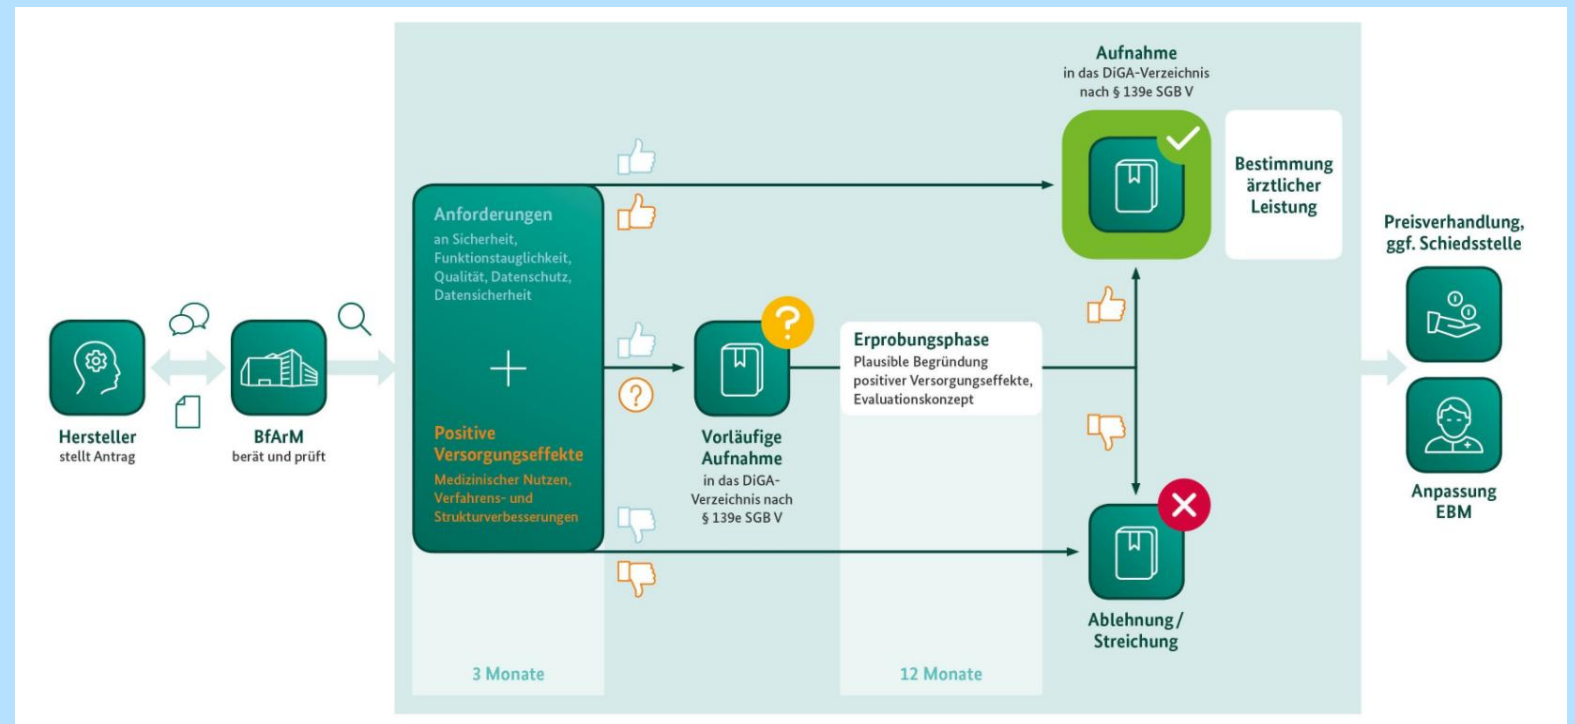 Hersteller
stellt Antrag
BfArM
berät und prüft
Anforderungen
an Sicherheit,
Funktionstauglichkeit,
Qualität, Datenschutz,
Datensicherheit
Positive
Versorgungseffekte
Medizinischer Nutzen,
Verfahrens- und
Strukturverbesserungen
3 Monate
?
?
Vorläufige
Aufnahme
in das DiGA-
Verzeichnis nach
§ 139e SGB V
Erprobungsphase
Plausible Begründung
positiver Versorgungseffekte,
Evaluationskonzept
12 Monate
Aufnahme
in das DiGA-Verzeichnis
nach § 139e SGB V
Bestimmung
ärztlicher
Leistung
Ablehnung/
Streichung
Preisverhandlung,
ggf. Schiedsstelle
Anpassung
EBM